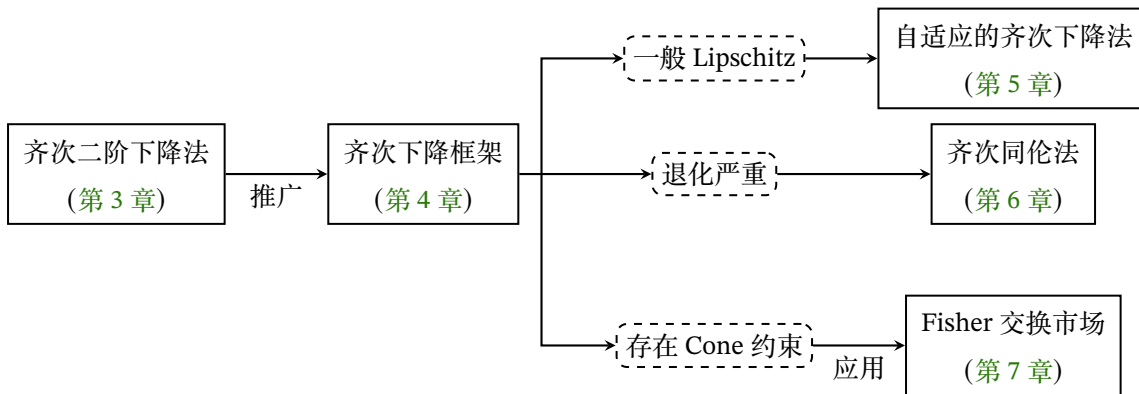 一般 Lipschitz
自适应的齐次下降法
(第 5 章)
齐次二阶下降法
(第 3 章)
推广
齐次下降框架
(第 4 章)
退化严重
齐次同伦法
(第 6 章)
存在 Cone 约束
应用
Fisher 交换市场
(第 7 章)